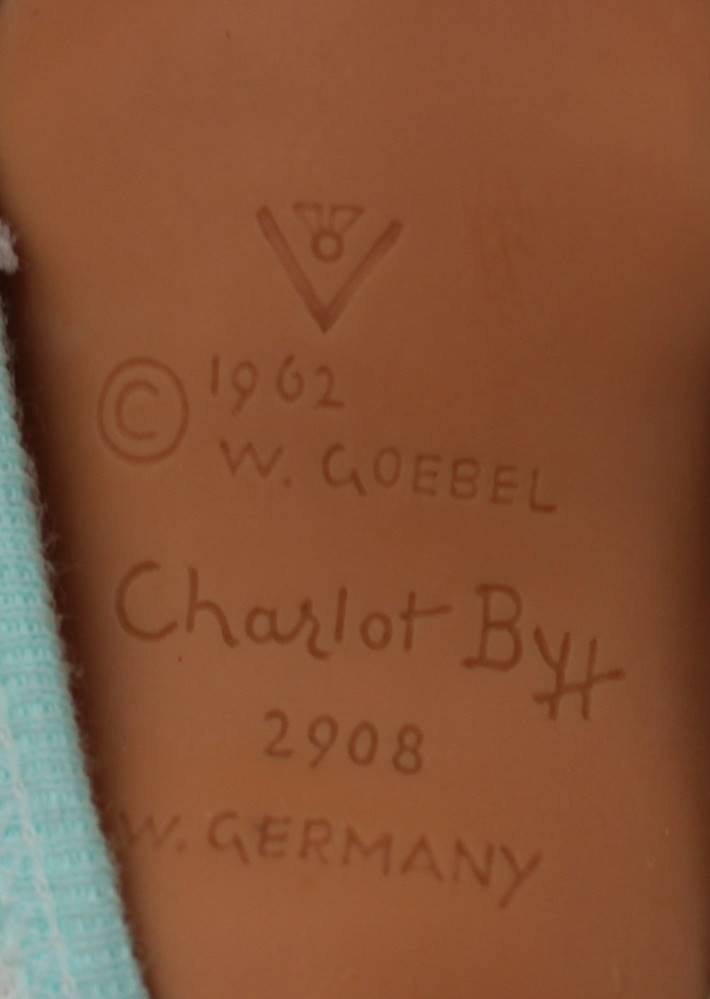 © 1962
W. GOEBEL
Charlot Byj
2908
W. GERMANY